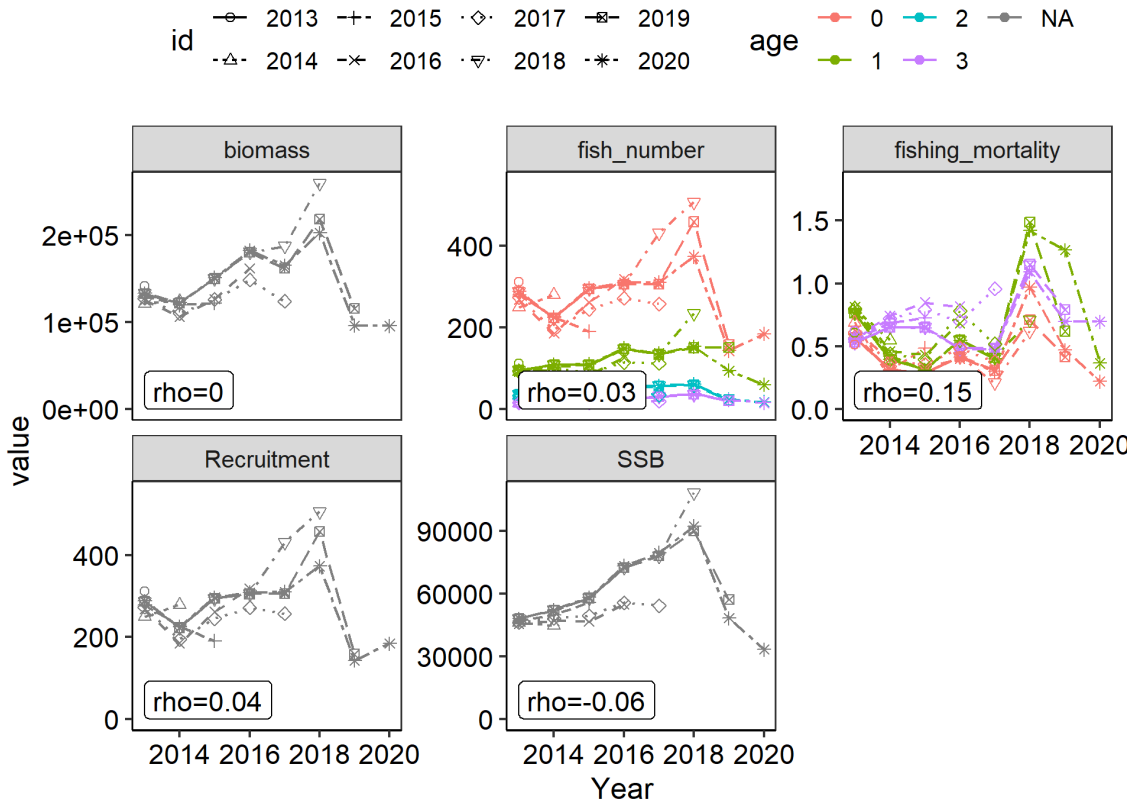 id 2013 2015 2017 2019 age 0 2 NA
2014 2016 2018 2020 1 3
biomass fish_number fishing_mortality
2e+05
1e+05
0e+00
rho=0
400
200
0
rho=0.03
1.5
1.0
0.5
0.0
rho=0.15
2014 2016 2018 2020
value
Recruitment SSB
400
200
0
rho=0.04
90000
60000
30000
0
rho=-0.06
2014 2016 2018 2020 2014 2016 2018 2020
Year